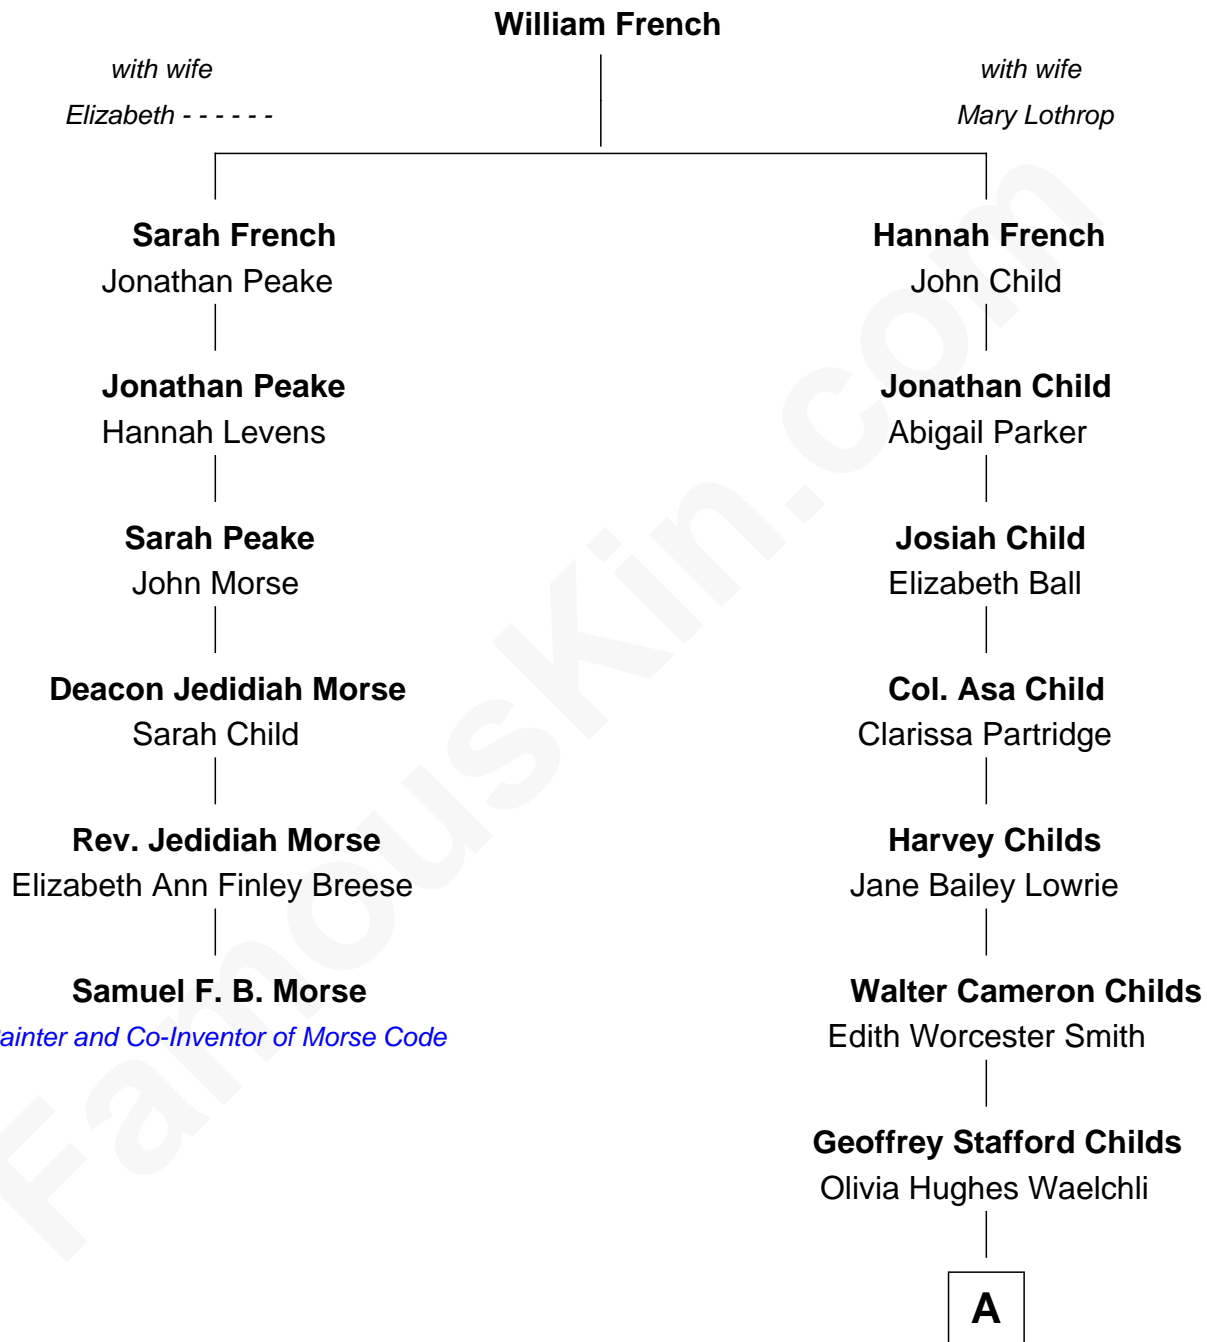 William French
with wife
Elizabeth - - - - - -
with wife
Mary Lothrop
Sarah French
Jonathan Peake
Hannah French
John Child
Jonathan Peake
Hannah Levens
Jonathan Child
Abigail Parker
Sarah Peake
John Morse
Josiah Child
Elizabeth Ball
Deacon Jedidiah Morse
Sarah Child
Col. Asa Child
Clarissa Partridge
Rev. Jedidiah Morse
Elizabeth Ann Finley Breese
Harvey Childs
Jane Bailey Lowrie
Samuel F. B. Morse
ainter and Co-Inventor of Morse Code
Walter Cameron Childs
Edith Worcester Smith
Geoffrey Stafford Childs
Olivia Hughes Waelchli
A
FamousKin.com